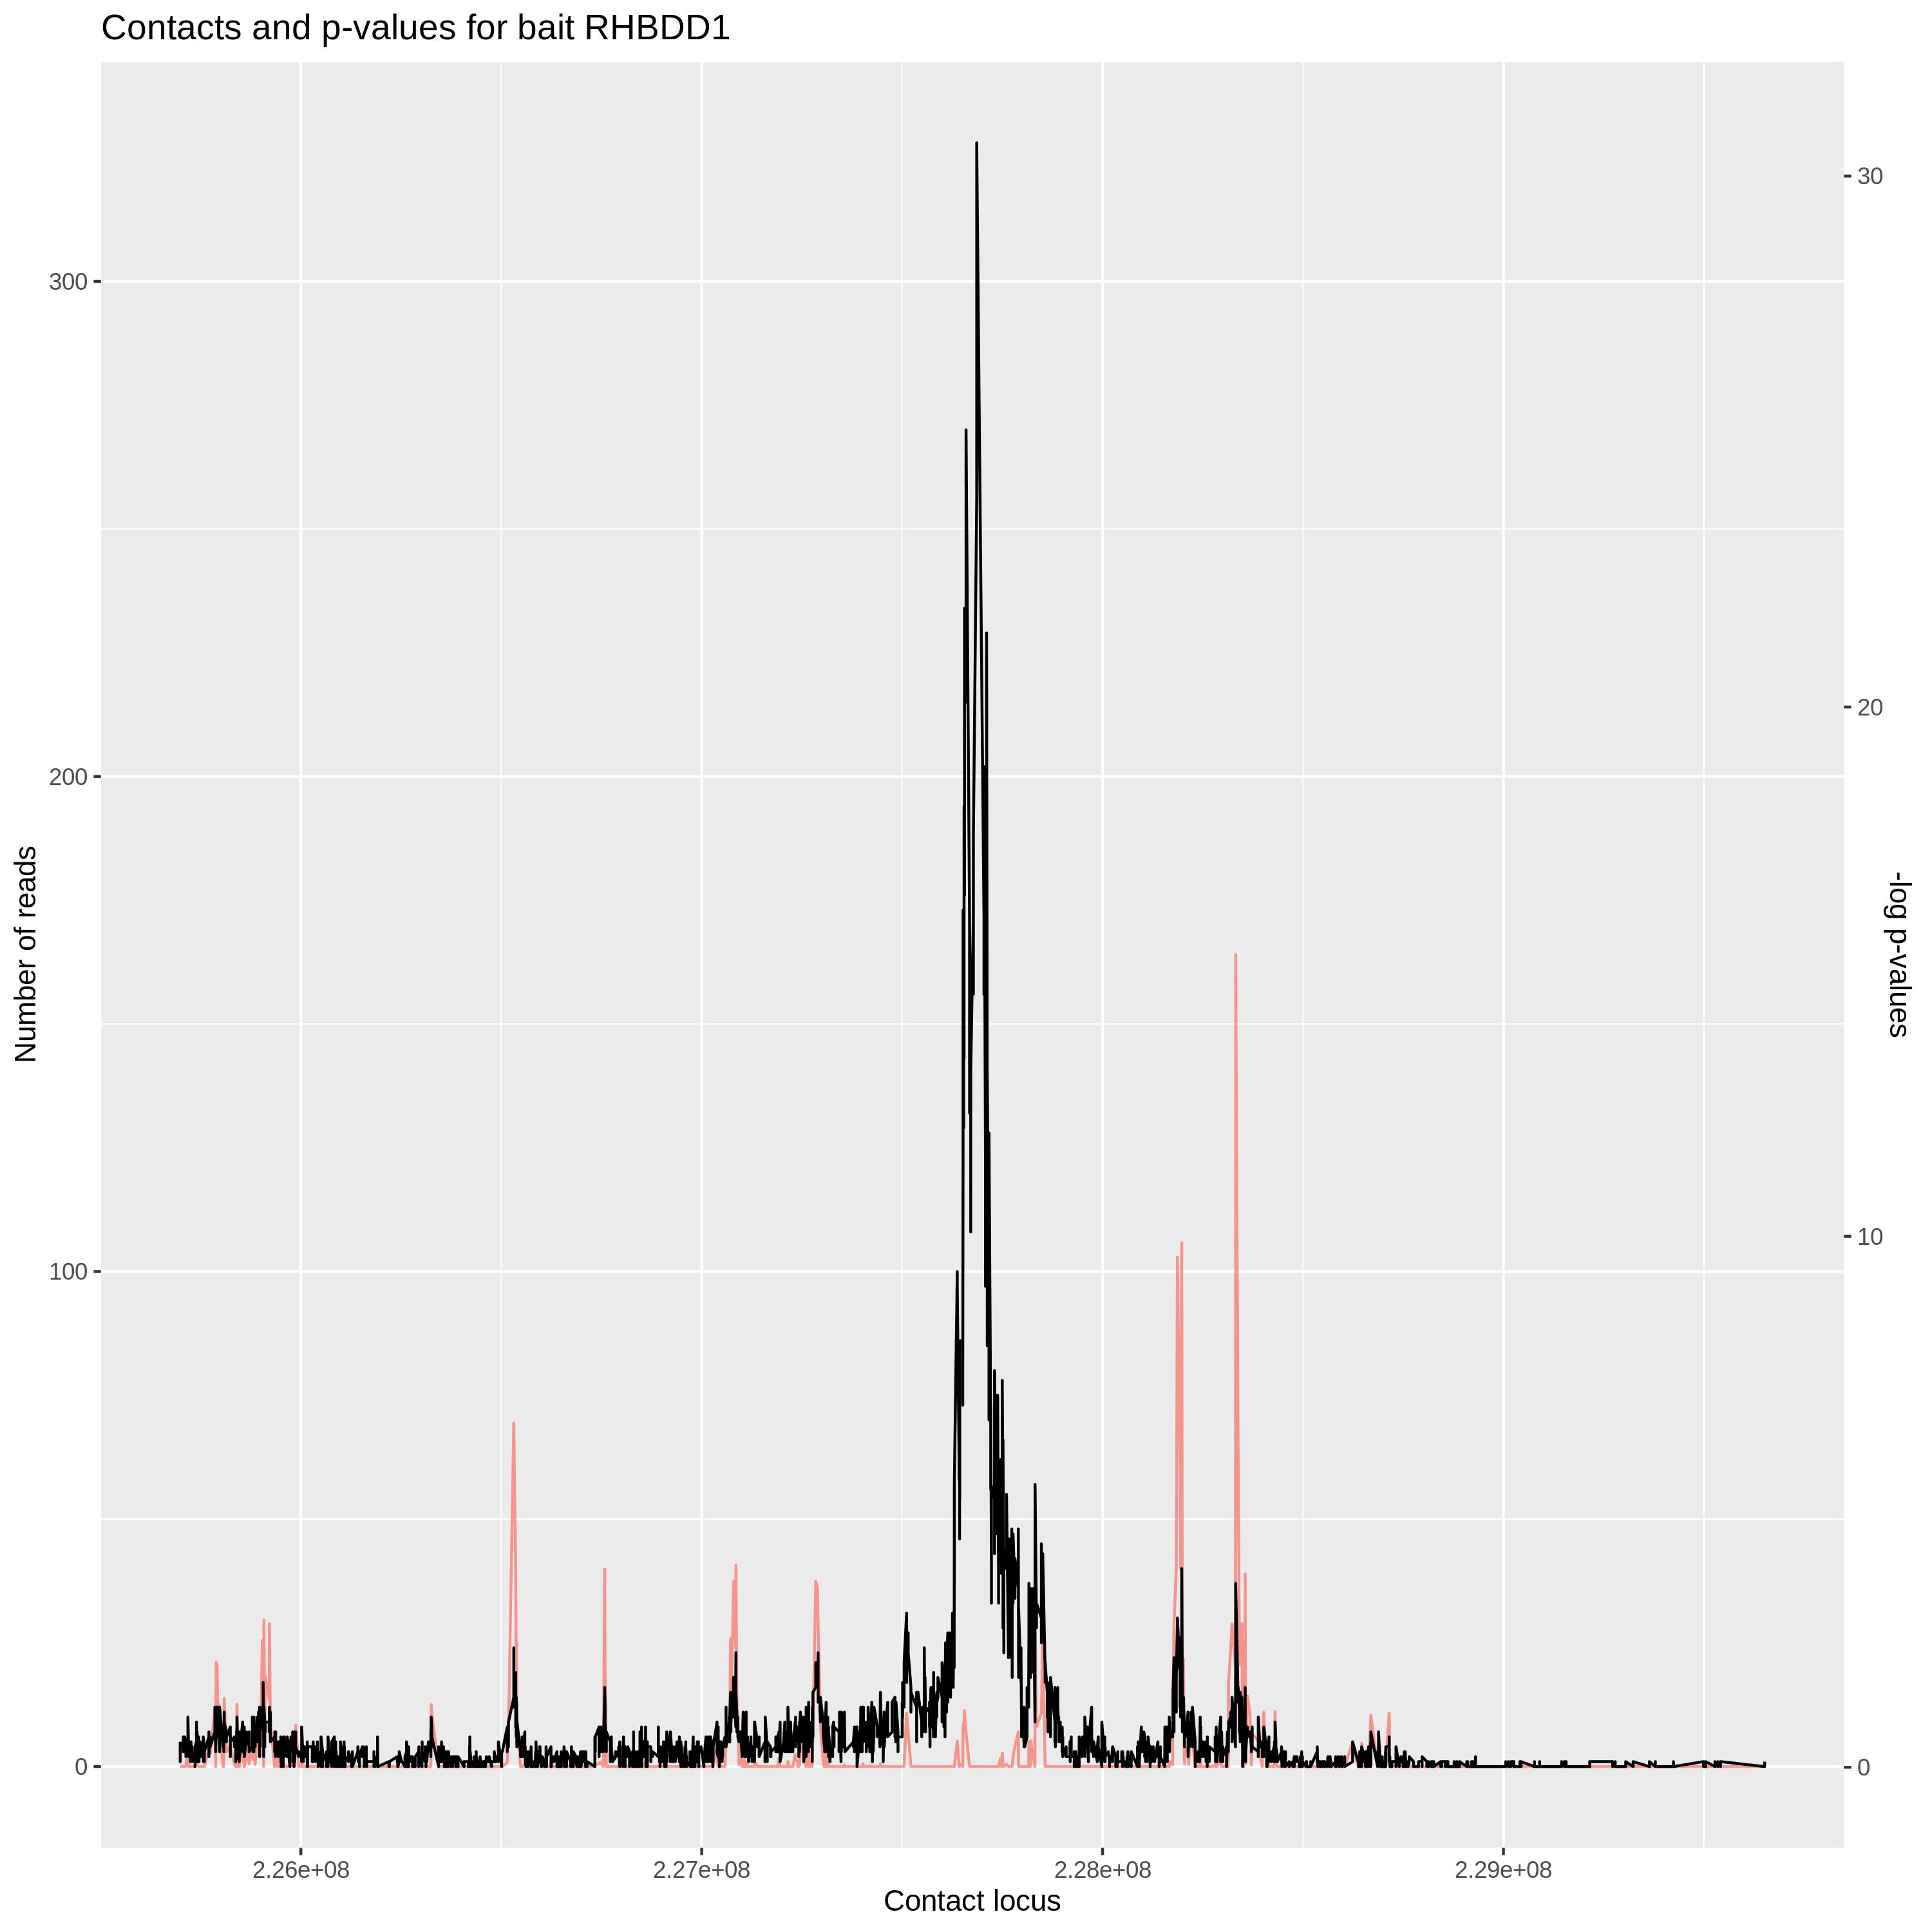 Contacts and p-values for bait RHBDD1
Number of reads
300
200
100
0
30
20
10
0
-log p-values
2.26e+08 2.27e+08 2.28e+08 2.29e+08
Contact locus